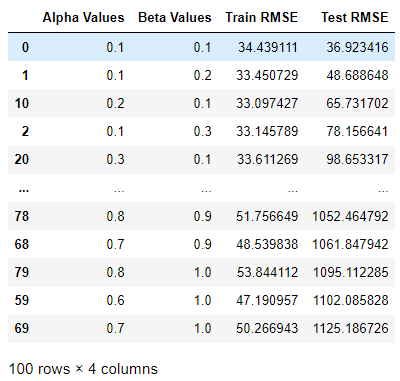 Alpha Values Beta Values Train RMSE Test RMSE
0 0.1 0.1 34.439111 36.923416
1 0.1 0.2 33.450729 48.688648
10 0.2 0.1 33.097427 65.731702
2 0.1 0.3 33.145789 78.156641
20 0.3 0.1 33.611269 98.653317
... ... ... ... ...
78 0.8 0.9 51.756649 1052.464792
68 0.7 0.9 48.539838 1061.847942
79 0.8 1.0 53.844112 1095.112285
59 0.6 1.0 47.190957 1102.085828
69 0.7 1.0 50.266943 1125.186726
100 rows × 4 columns